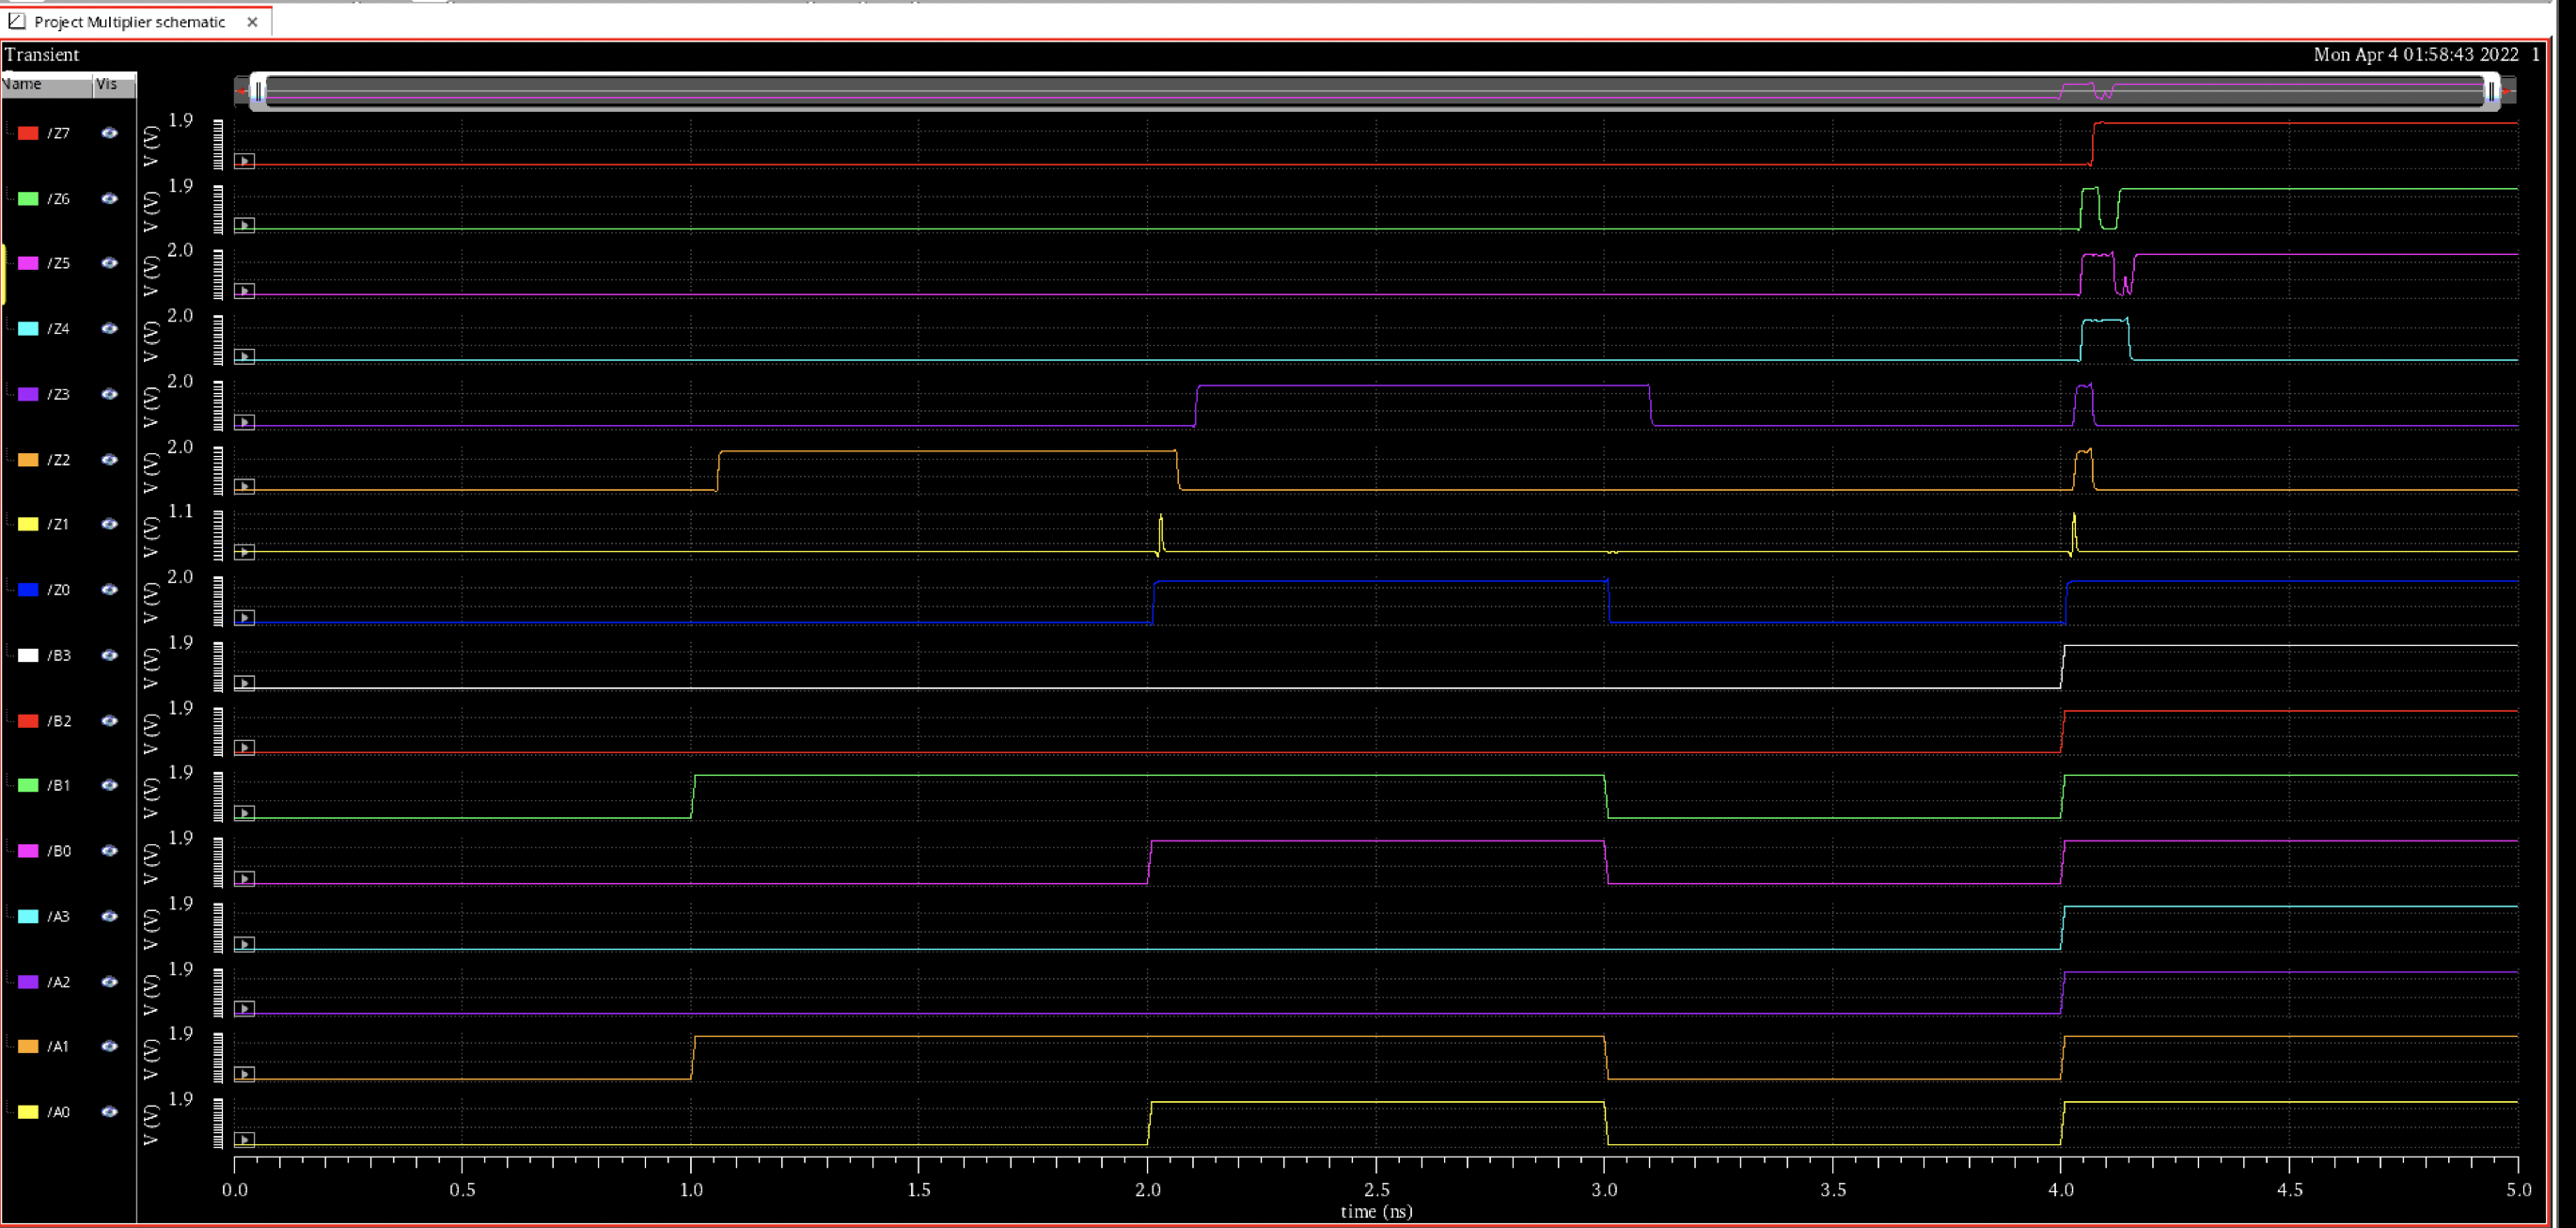 Project Multiplier schematic
Transient
Mon Apr 4 01:58:43 2022 1
Name Vis
/Z7 V (V) 1.9
/Z6 V (V) 1.9
/Z5 V (V) 2.0
/Z4 V (V) 2.0
/Z3 V (V) 2.0
/Z2 V (V) 2.0
/Z1 V (V) 1.1
/Z0 V (V) 2.0
/B3 V (V) 1.9
/B2 V (V) 1.9
/B1 V (V) 1.9
/B0 V (V) 1.9
/A3 V (V) 1.9
/A2 V (V) 1.9
/A1 V (V) 1.9
/A0 V (V) 1.9
0.0 0.5 1.0 1.5 2.0 2.5 3.0 3.5 4.0 4.5 5.0
time (ns)